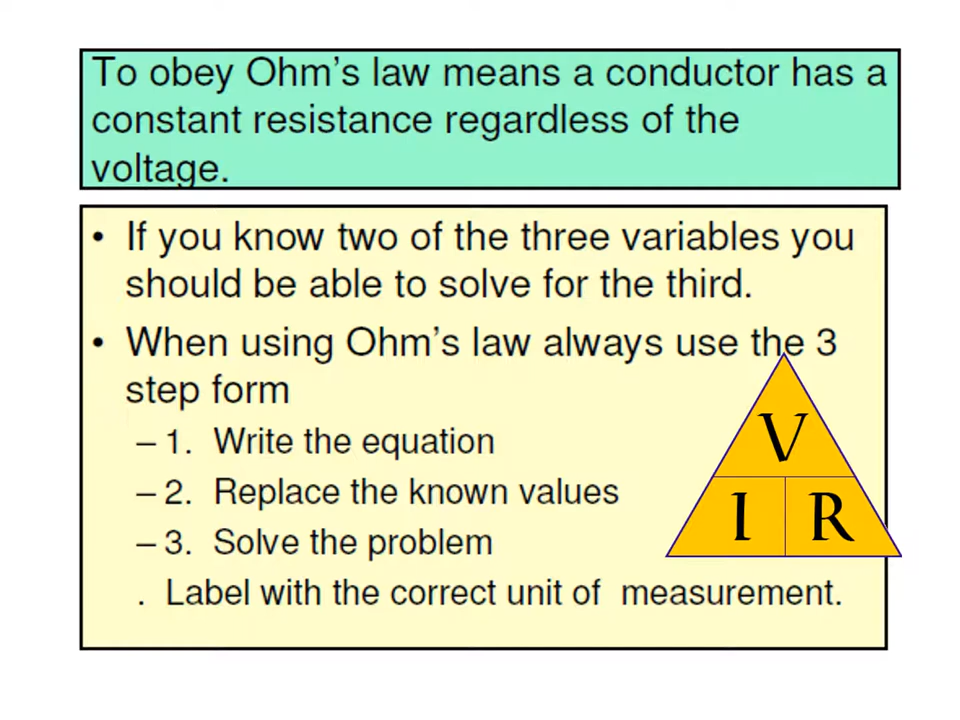 To obey Ohm's law means a conductor has a
constant resistance regardless of the
voltage.
• If you know two of the three variables you
should be able to solve for the third.
• When using Ohm's law always use the 3
step form
– 1. Write the equation
– 2. Replace the known values
– 3. Solve the problem
. Label with the correct unit of measurement.
V
I R